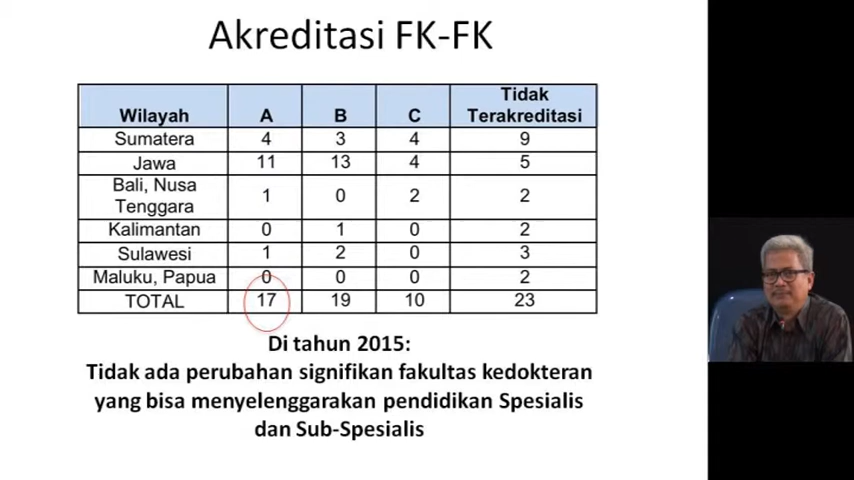 Akreditasi FK-FK
Wilayah A B C Tidak Terakreditasi
Sumatera 4 3 4 9
Jawa 11 13 4 5
Bali, Nusa Tenggara 1 0 2 2
Kalimantan 0 1 0 2
Sulawesi 1 2 0 3
Maluku, Papua 0 0 0 2
TOTAL 17 19 10 23
Di tahun 2015:
Tidak ada perubahan signifikan fakultas kedokteran
yang bisa menyelenggarakan pendidikan Spesialis
dan Sub-Spesialis